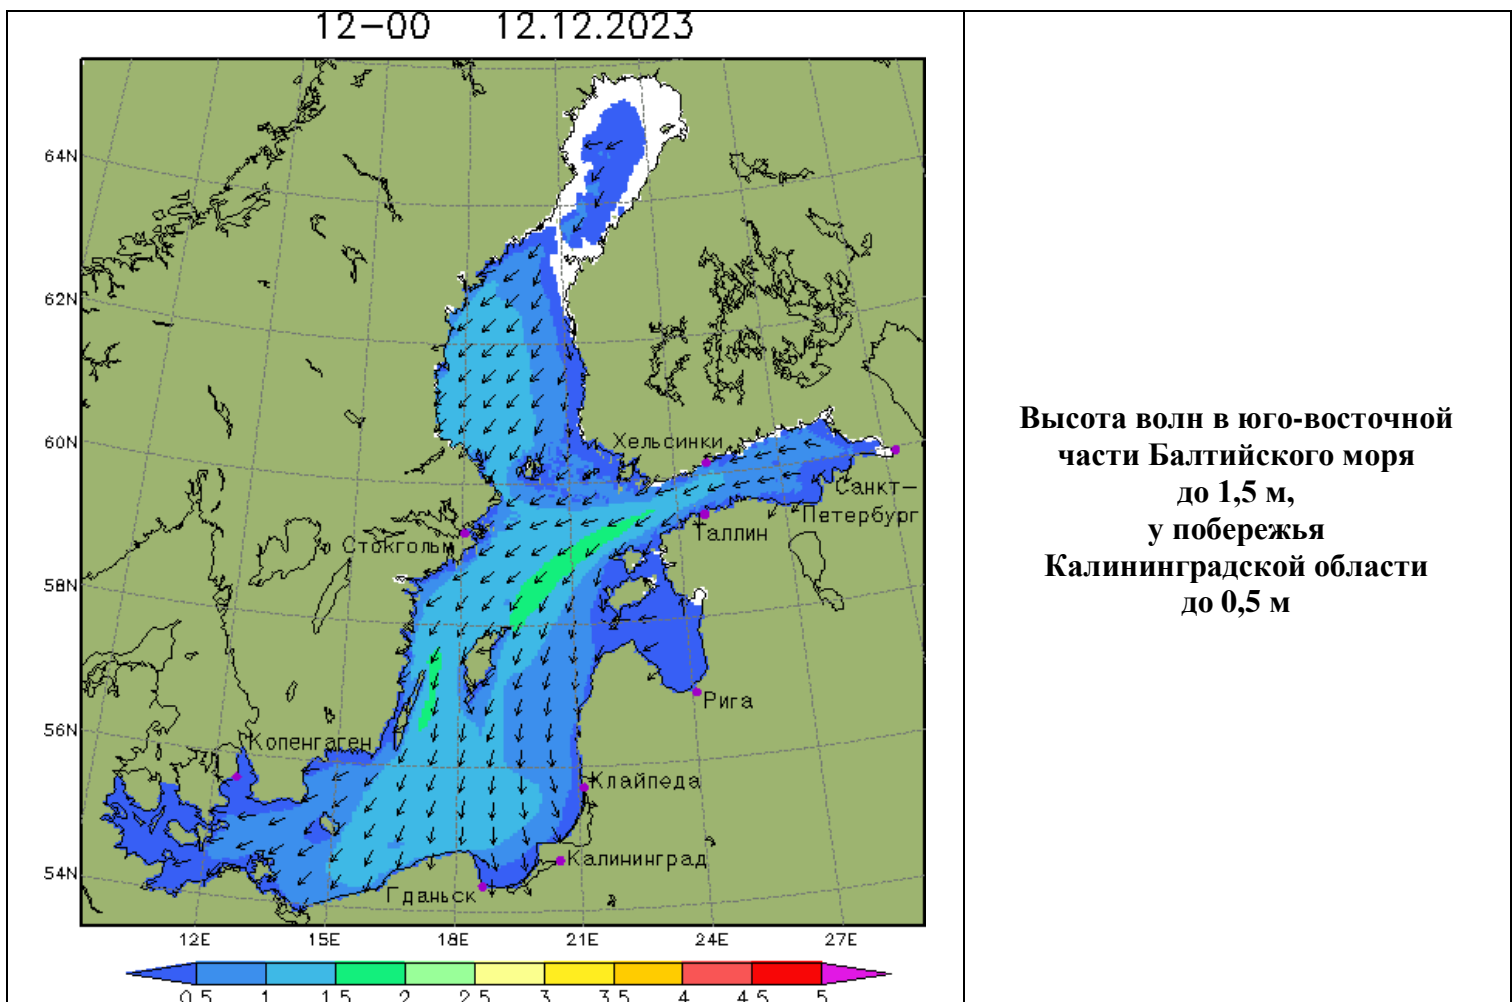 12-00 12.12.2023
64N
62N
60N
58N
56N
54N
Хельсинки
Санкт-
Петербург
Таллин
Стокгольм
Рига
Копенгаген
Клайпеда
Калининград
Гданьск
12E 15E 18E 21E 24E 27E
0.5 1 1.5 2 2.5 3 3.5 4 4.5 5
Высота волн в юго-восточной
части Балтийского моря
до 1,5 м,
у побережья
Калининградской области
до 0,5 м